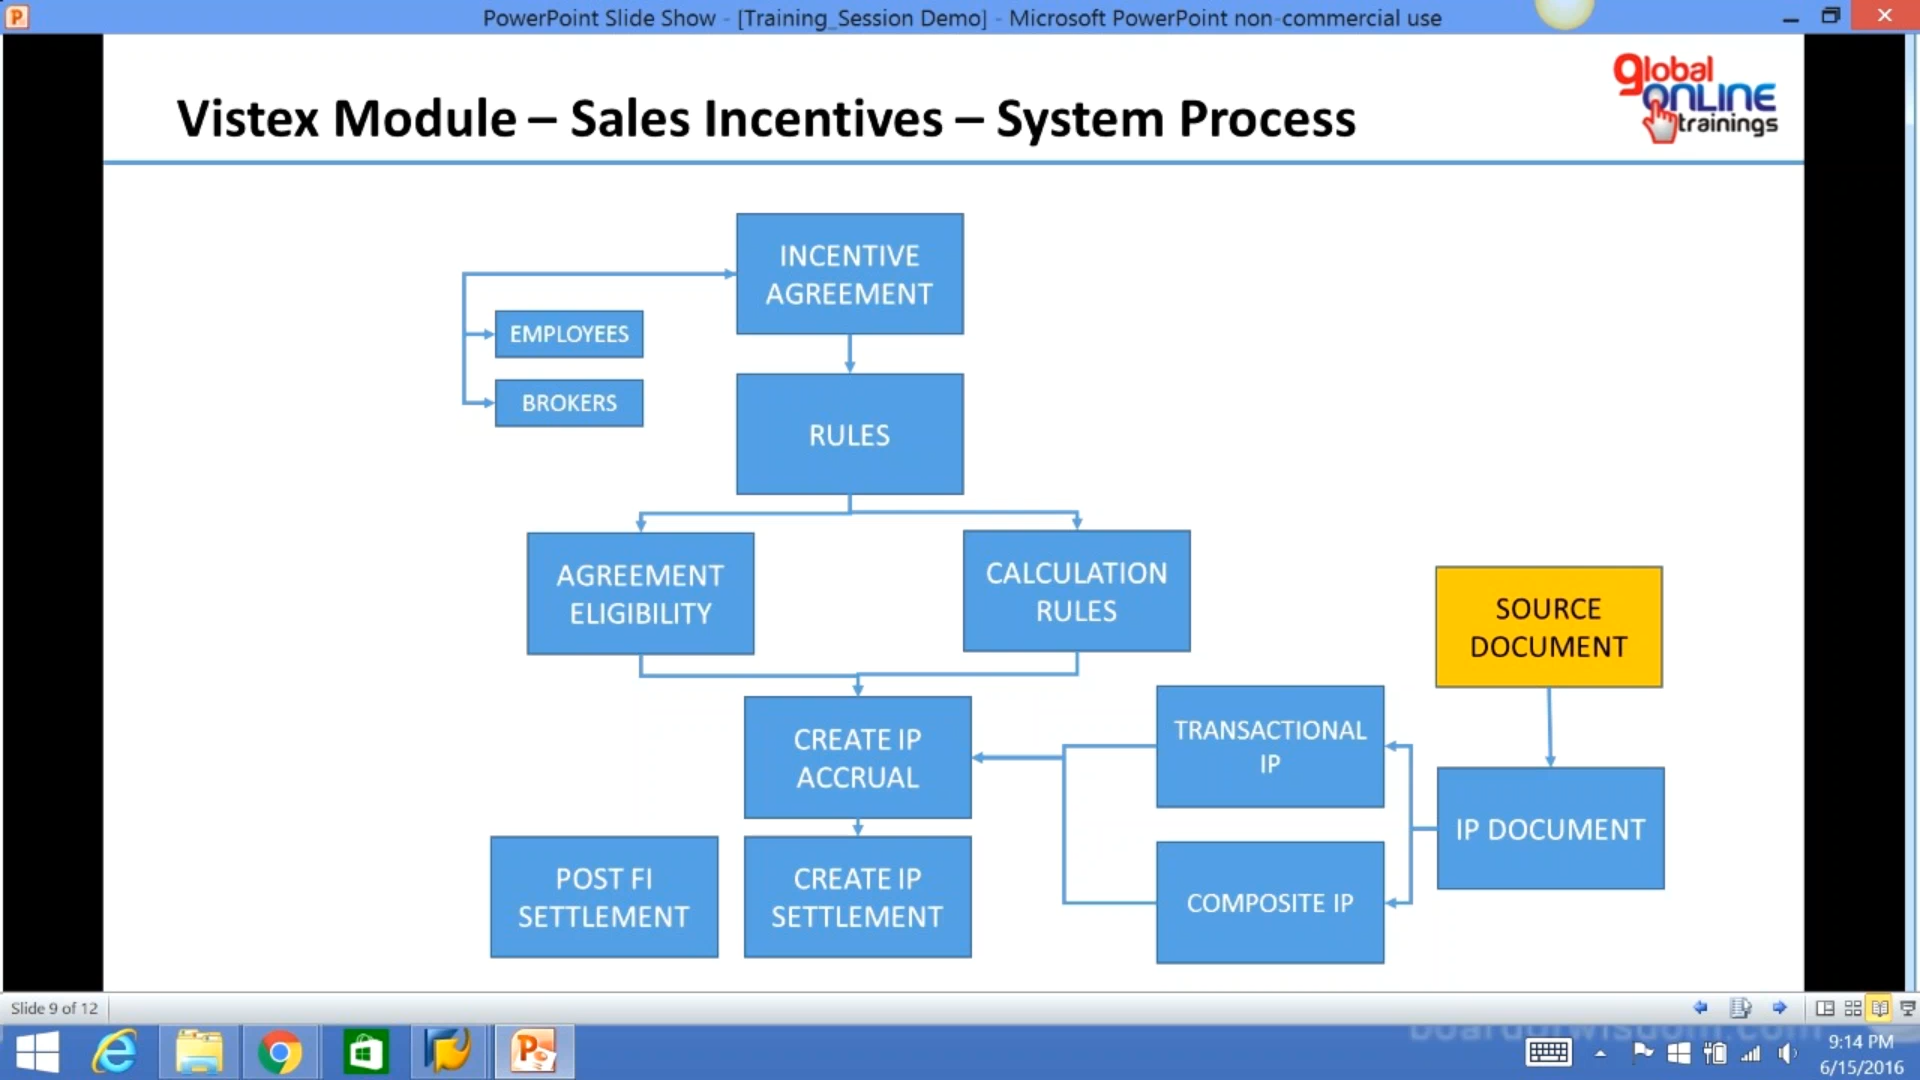 PowerPoint Slide Show - [Training_Session Demo] - Microsoft PowerPoint non-commercial use
Vistex Module – Sales Incentives – System Process
global
ONLINE
trainings
INCENTIVE
AGREEMENT
EMPLOYEES
BROKERS
RULES
AGREEMENT
ELIGIBILITY
CALCULATION
RULES
SOURCE
DOCUMENT
CREATE IP
ACCRUAL
TRANSACTIONAL
IP
IP DOCUMENT
POST FI
SETTLEMENT
CREATE IP
SETTLEMENT
COMPOSITE IP
Slide 9 of 12
9:14 PM
6/15/2016